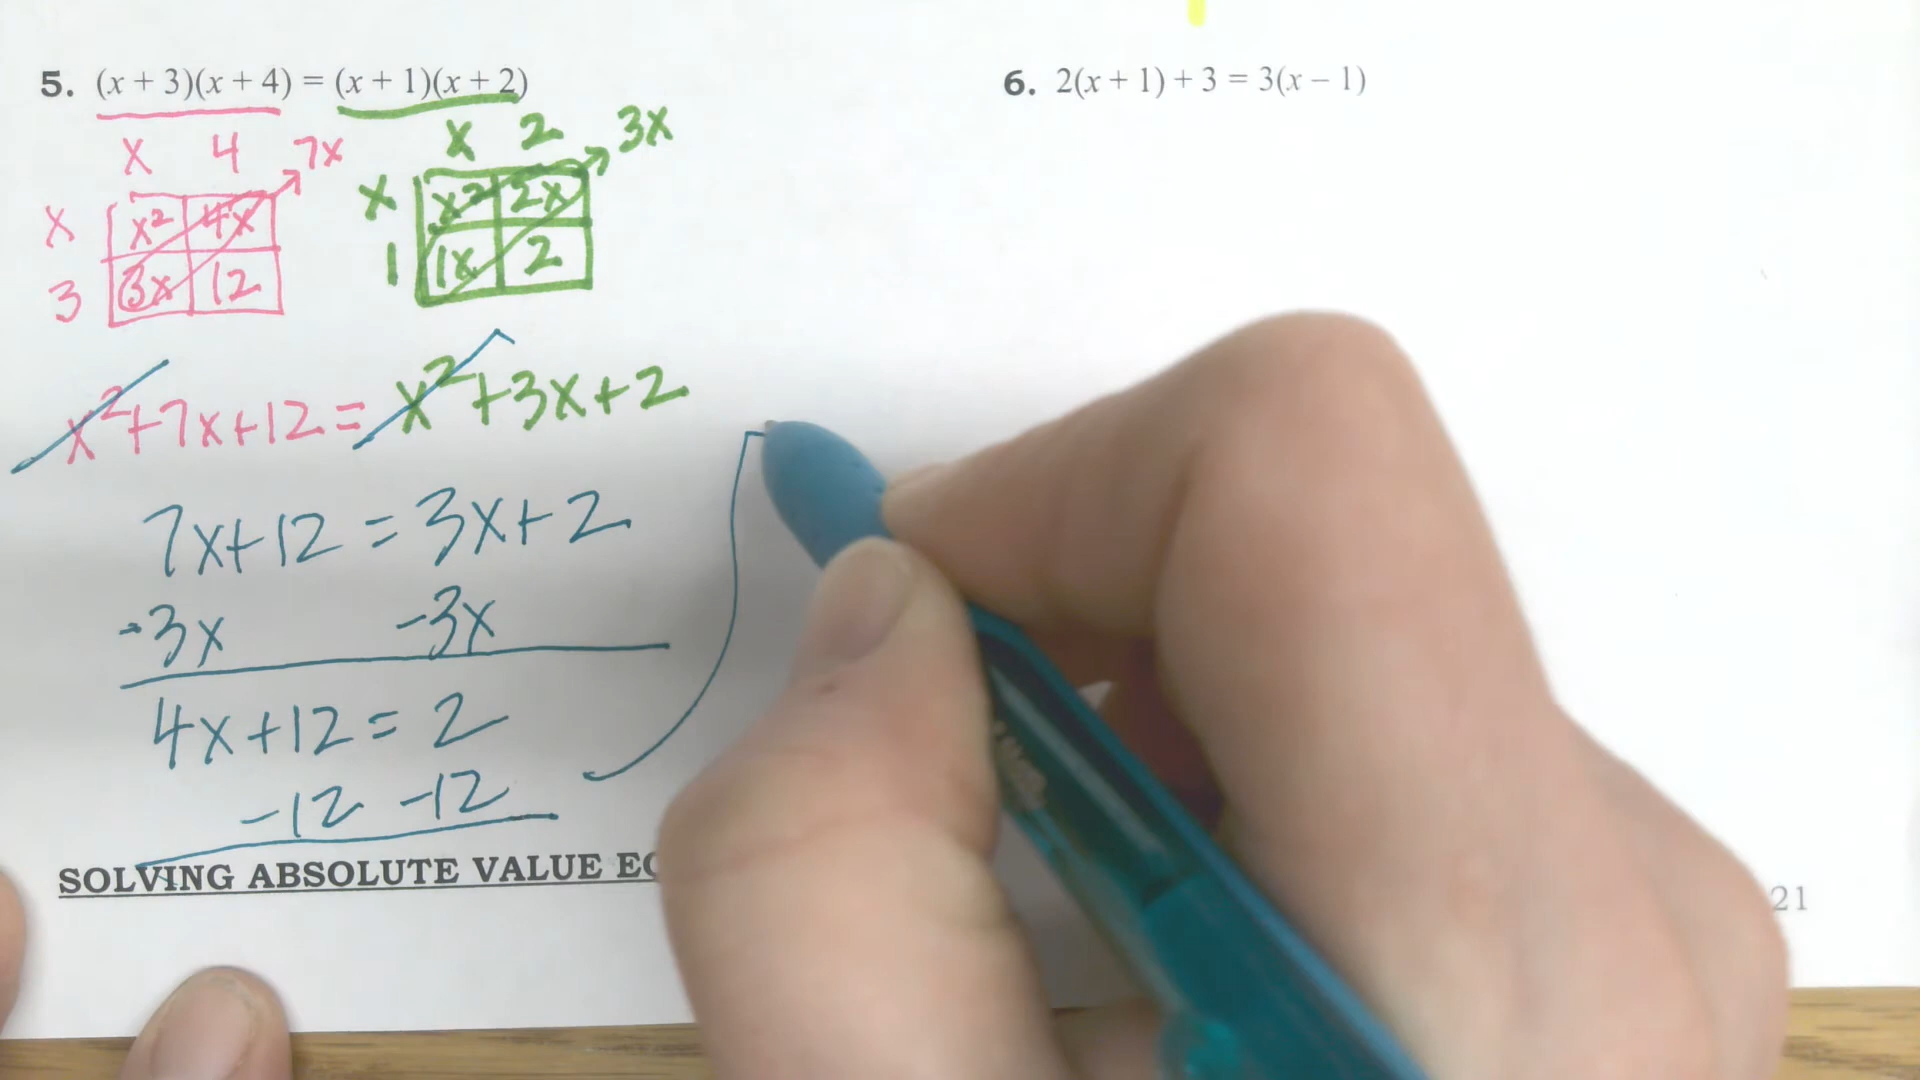 5. (x + 3)(x + 4) = (x + 1)(x + 2)
x 4 7x
x x² 4x
3 3x 12
x 2 3x
x x² 2x
1 1x 2
x²+7x+12=x²+3x+2
7x+12=3x+2
-3x -3x
4x+12=2
-12 -12
6. 2(x + 1) + 3 = 3(x – 1)
SOLVING ABSOLUTE VALUE
21